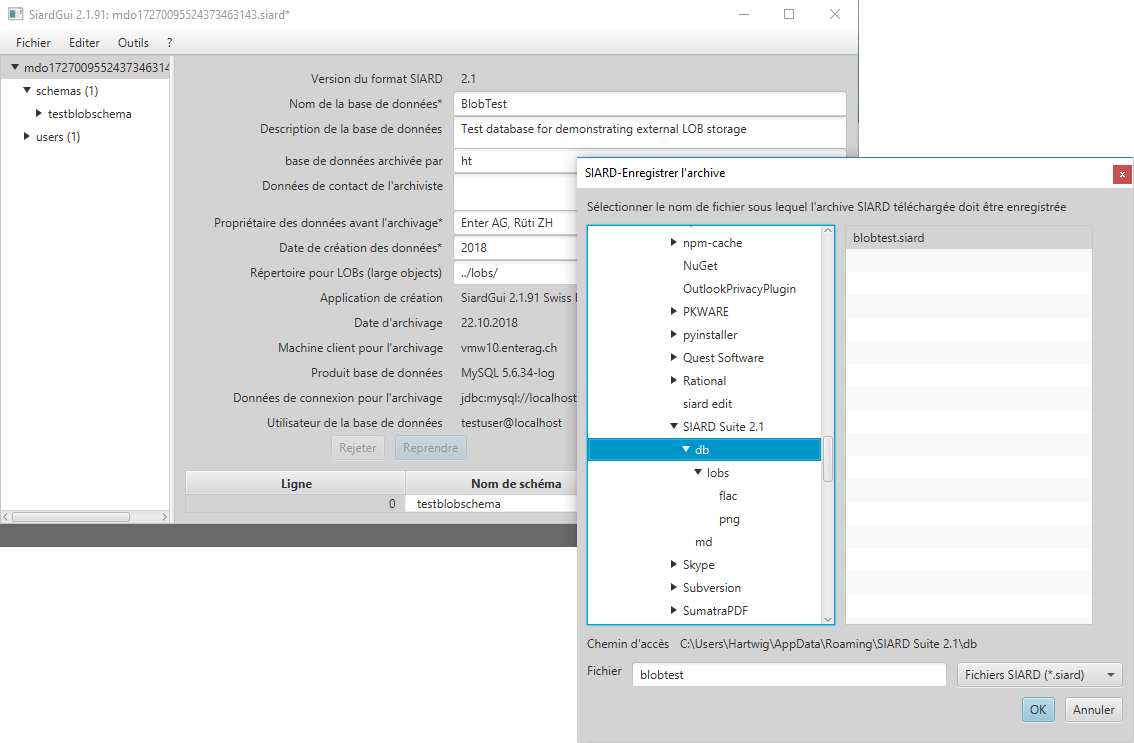 SiardGui 2.1.91: mdo17270095524373463143.siard*
Fichier Editer Outils ?
mdo1727009552437346314
schemas (1)
testblobschema
users (1)
Version du format SIARD 2.1
Nom de la base de données* BlobTest
Description de la base de données Test database for demonstrating external LOB storage
base de données archivée par ht
Données de contact de l'archiviste
Propriétaire des données avant l'archivage* Enter AG, Rüti ZH
Date de création des données* 2018
Répertoire pour LOBs (large objects) ../lobs/
Application de création SiardGui 2.1.91 Swiss
Date d'archivage 22.10.2018
Machine client pour l'archivage vmw10.enterag.ch
Produit base de données MySQL 5.6.34-log
Données de connexion pour l'archivage jdbc:mysql://localhost
Utilisateur de la base de données testuser@localhost
Rejeter Reprendre
Ligne Nom de schéma
0 testblobschema
SIARD-Enregistrer l'archive
x
Sélectionner le nom de fichier sous lequel l'archive SIARD téléchargée doit être enregistrée
npm-cache
NuGet
OutlookPrivacyPlugin
PKWARE
pyinstaller
Quest Software
Rational
siard edit
SIARD Suite 2.1
db
lobs
flac
png
md
Skype
Subversion
SumatraPDF
blobtest.siard
Chemin d'accès C:\Users\Hartwig\AppData\Roaming\SIARD Suite 2.1\db
Fichier blobtest Fichiers SIARD (*.siard)
OK Annuler